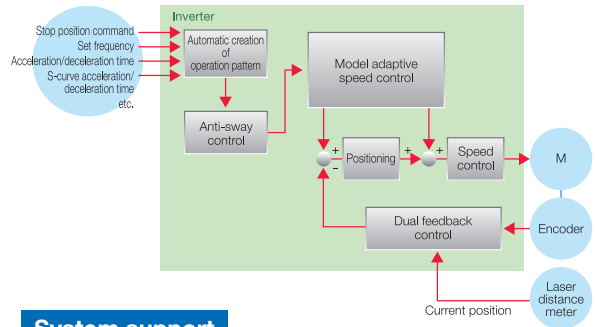 Inverter
Stop position command
Set frequency
Acceleration/deceleration time
S-curve acceleration/
deceleration time
etc.
Automatic creation
of
operation pattern
Anti-sway
control
Model adaptive
speed control
+
−
Positioning
+
+
Speed
control
M
Dual feedback
control
Encoder
Current position
Laser
distance
meter
System support